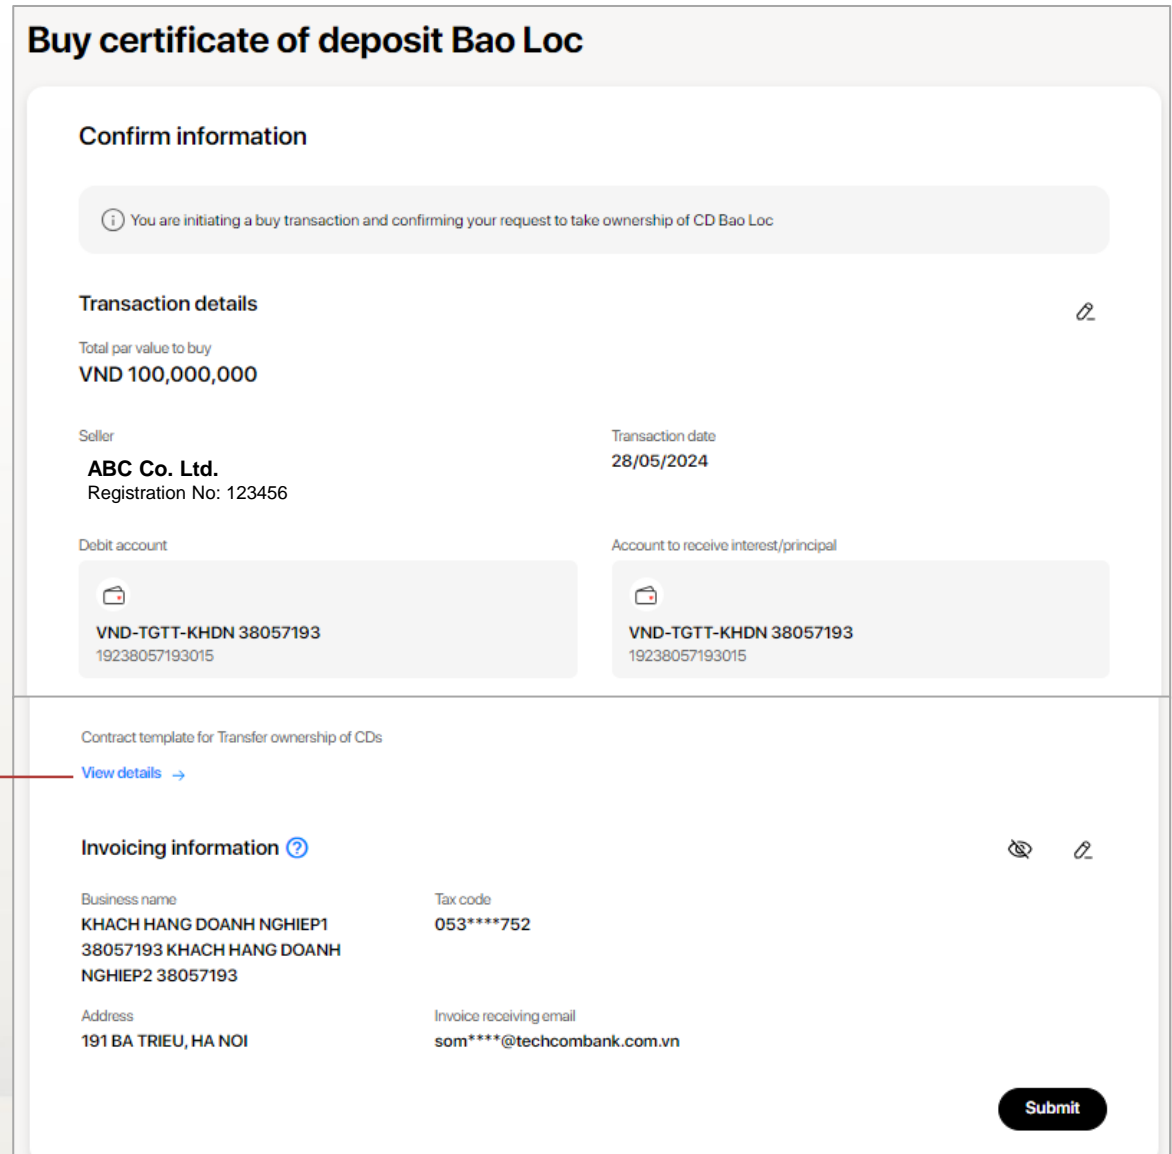 Buy certificate of deposit Bao Loc
Confirm information
You are initiating a buy transaction and confirming your request to take ownership of CD Bao Loc
Transaction details
Total par value to buy
VND 100,000,000
Seller
ABC Co. Ltd.
Registration No: 123456
Transaction date
28/05/2024
Debit account
VND-TGTT-KHDN 38057193
19238057193015
Account to receive interest/principal
VND-TGTT-KHDN 38057193
19238057193015
Contract template for Transfer ownership of CDs
View details →
Invoicing information
Business name
KHACH HANG DOANH NGHIEP1
38057193 KHACH HANG DOANH
NGHIEP2 38057193
Tax code
053****752
Address
191 BA TRIEU, HA NOI
Invoice receiving email
som****@techcombank.com.vn
Submit